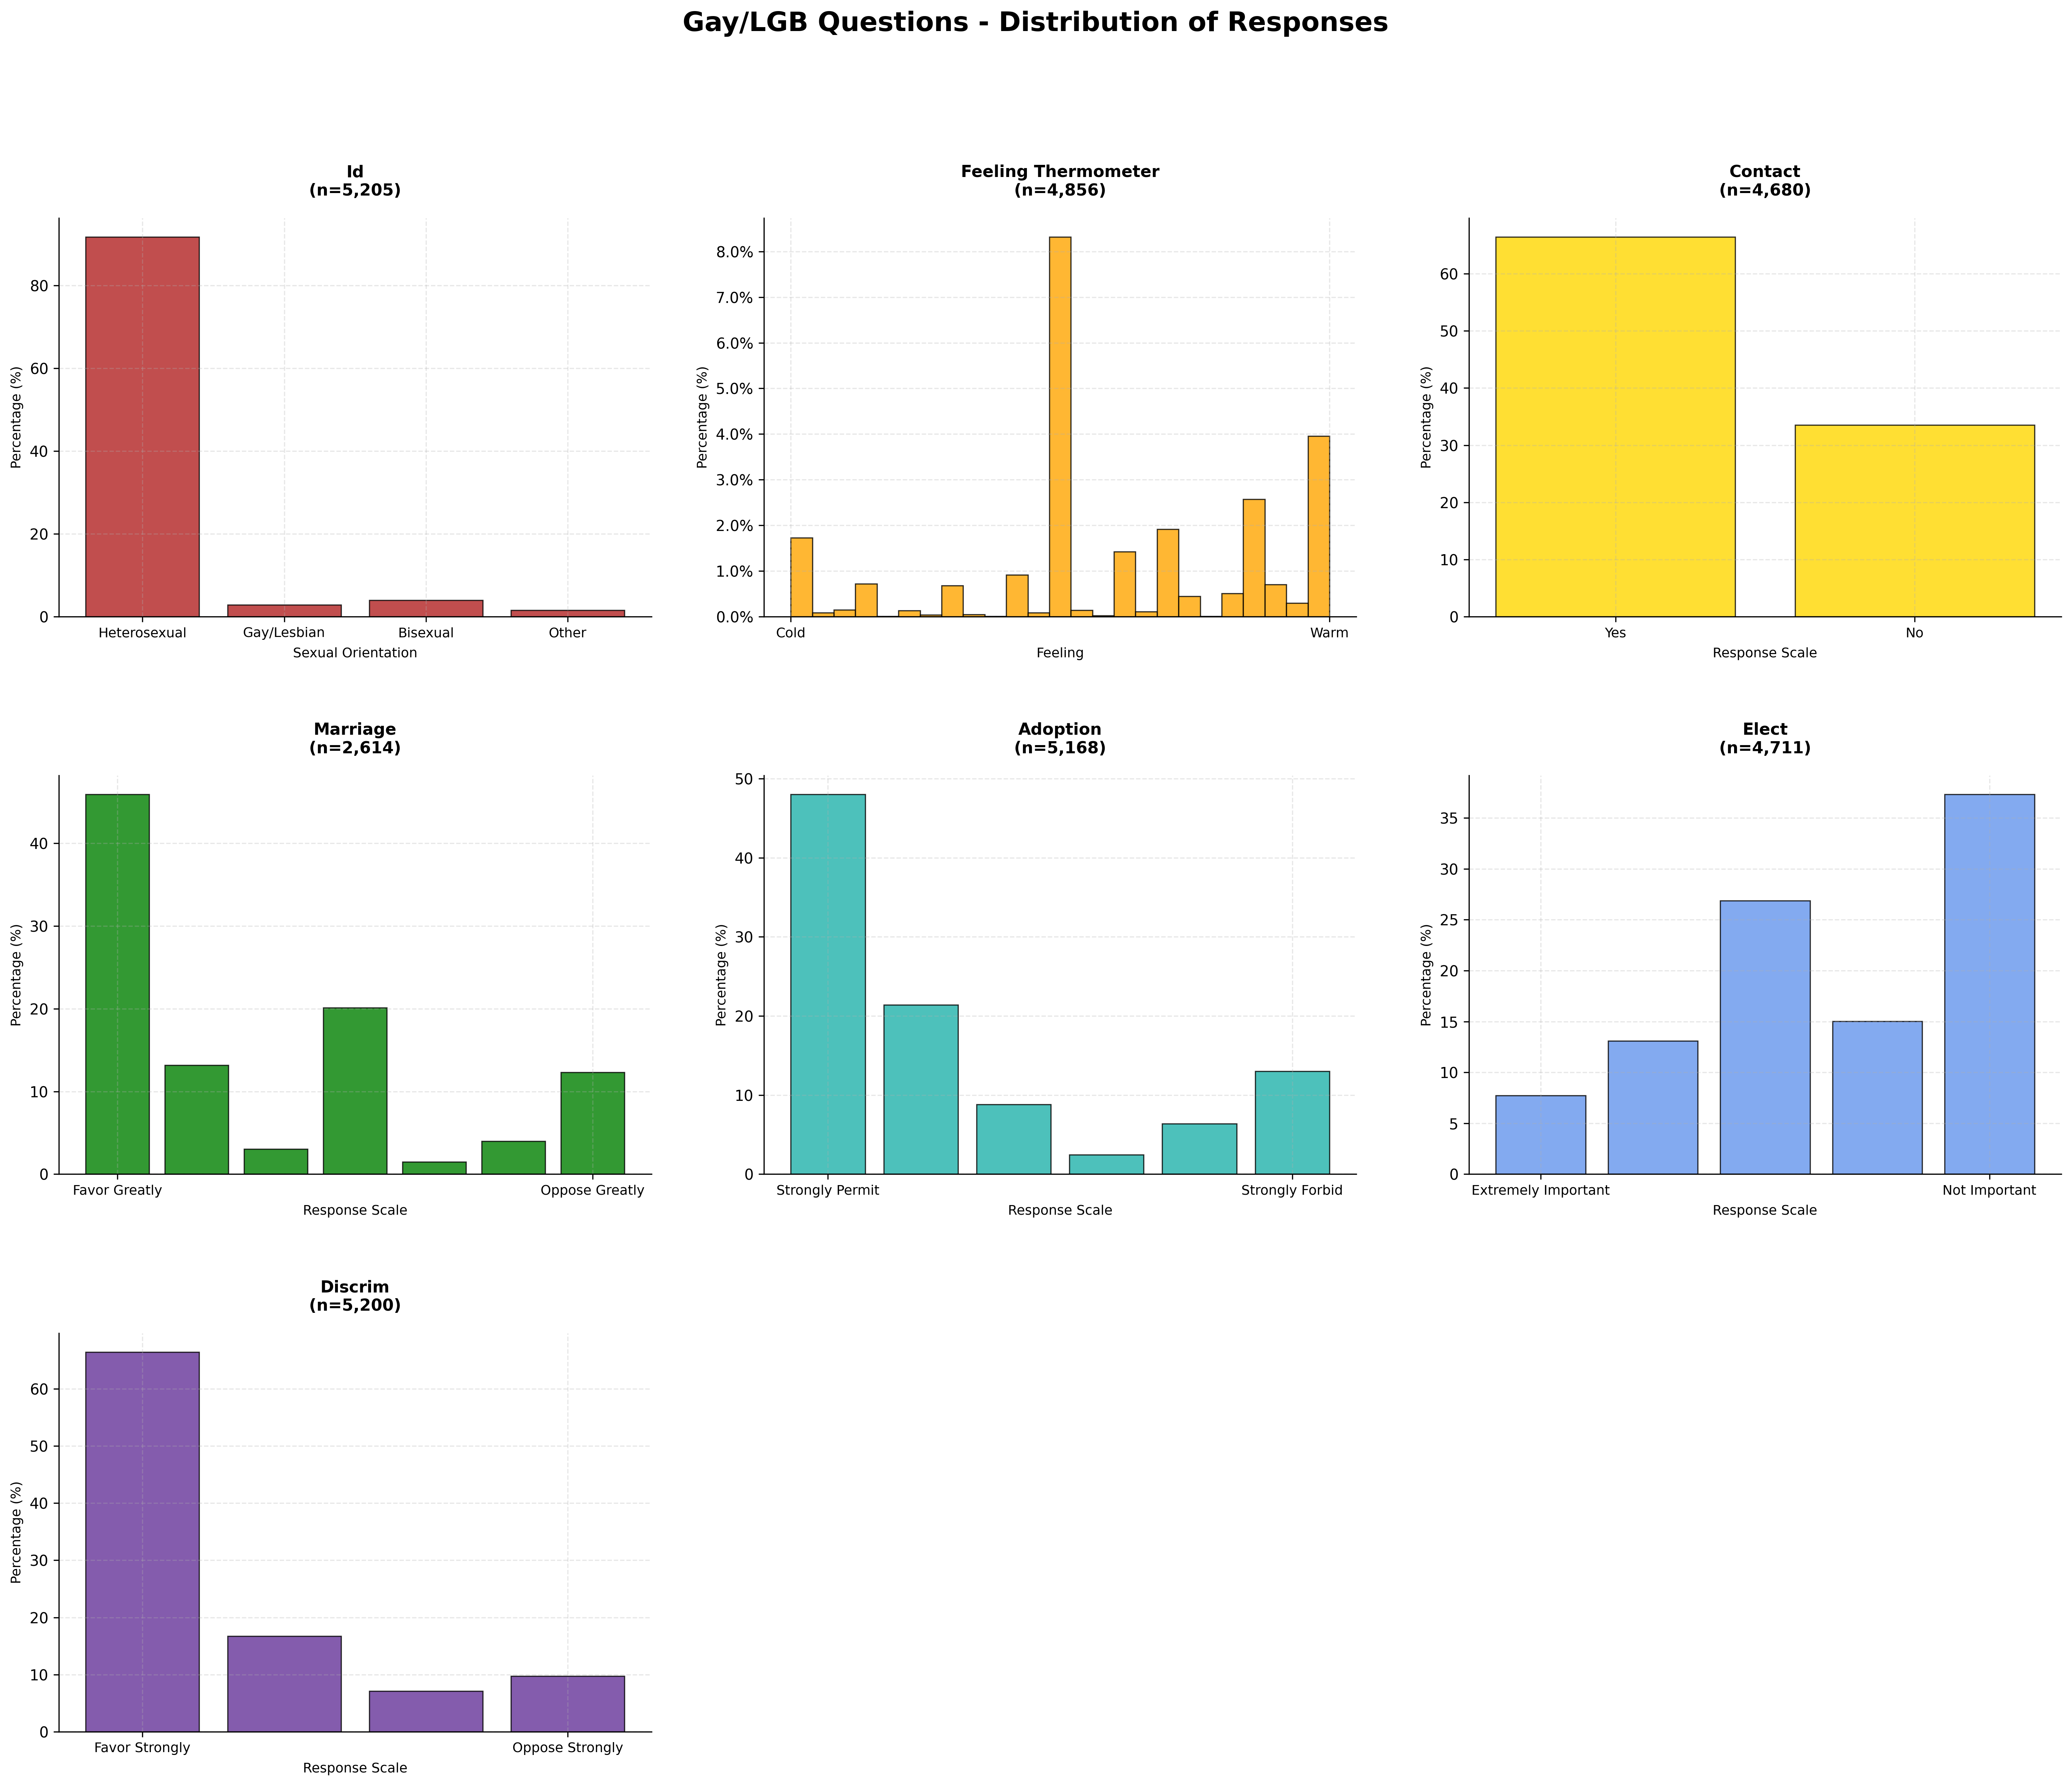 Gay/LGB Questions - Distribution of Responses
Id
(n=5,205)
Percentage (%)
80
60
40
20
0
Heterosexual
Gay/Lesbian
Bisexual
Other
Sexual Orientation
Feeling Thermometer
(n=4,856)
Percentage (%)
8.0%
7.0%
6.0%
5.0%
4.0%
3.0%
2.0%
1.0%
0.0%
Cold
Warm
Feeling
Contact
(n=4,680)
Percentage (%)
60
50
40
30
20
10
0
Yes
No
Response Scale
Marriage
(n=2,614)
Percentage (%)
40
30
20
10
0
Favor Greatly
Oppose Greatly
Response Scale
Adoption
(n=5,168)
Percentage (%)
50
40
30
20
10
0
Strongly Permit
Strongly Forbid
Response Scale
Elect
(n=4,711)
Percentage (%)
35
30
25
20
15
10
5
0
Extremely Important
Not Important
Response Scale
Discrim
(n=5,200)
Percentage (%)
60
50
40
30
20
10
0
Favor Strongly
Oppose Strongly
Response Scale